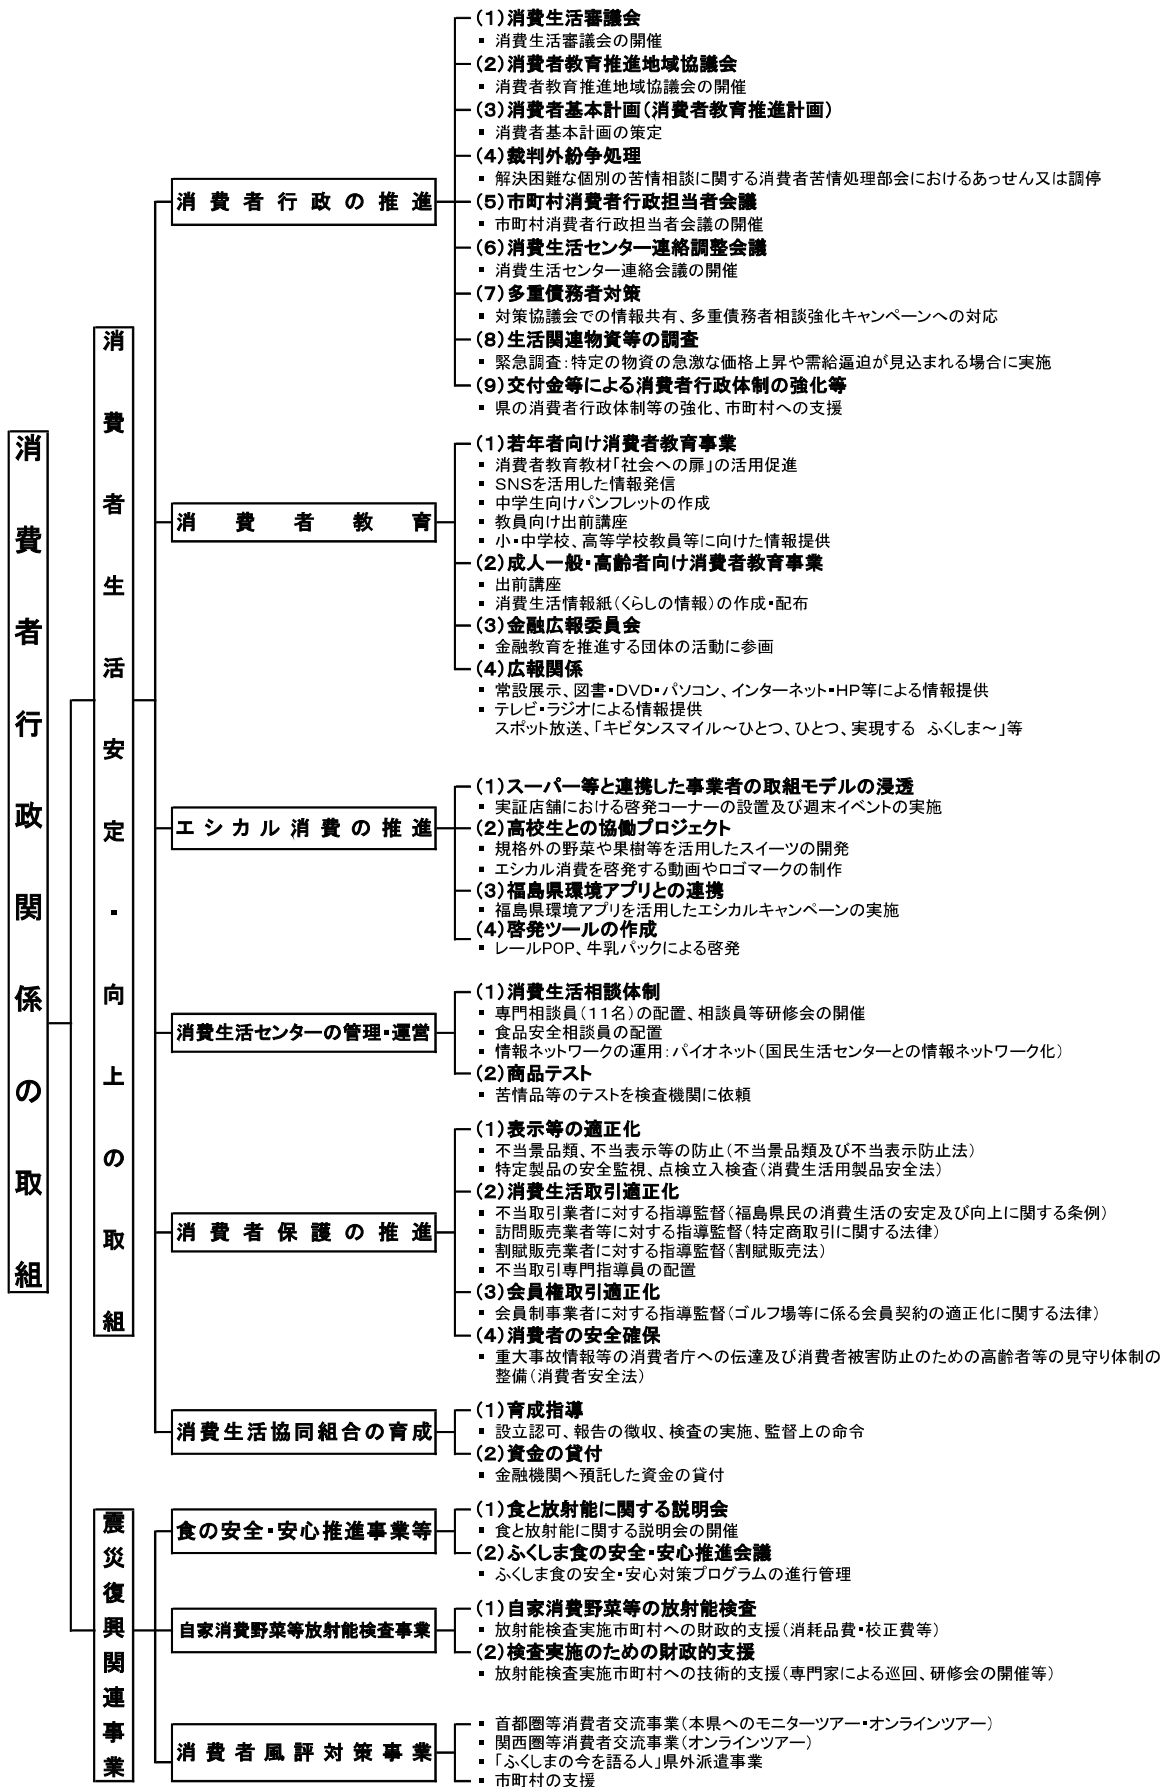 消費者行政関係の取組
消費生活安定・向上の取組
消費者行政の推進
(1)消費生活審議会
▪ 消費生活審議会の開催
(2)消費者教育推進地域協議会
▪ 消費者教育推進地域協議会の開催
(3)消費者基本計画(消費者教育推進計画)
▪ 消費者基本計画の策定
(4)裁判外紛争処理
▪ 解決困難な個別の苦情相談に関する消費者苦情処理部会におけるあっせん又は調停
(5)市町村消費者行政担当者会議
▪ 市町村消費者行政担当者会議の開催
(6)消費生活センター連絡調整会議
▪ 消費生活センター連絡会議の開催
(7)多重債務者対策
▪ 対策協議会での情報共有、多重債務者相談強化キャンペーンへの対応
(8)生活関連物資等の調査
▪ 緊急調査:特定の物資の急激な価格上昇や需給逼迫が見込まれる場合に実施
(9)交付金等による消費者行政体制の強化等
▪ 県の消費者行政体制等の強化、市町村への支援
消費者教育
(1)若年者向け消費者教育事業
▪ 消費者教育教材「社会への扉」の活用促進
▪ SNSを活用した情報発信
▪ 中学生向けパンフレットの作成
▪ 教員向け出前講座
▪ 小・中学校、高等学校教員等に向けた情報提供
(2)成人一般・高齢者向け消費者教育事業
▪ 出前講座
▪ 消費生活情報紙(くらしの情報)の作成・配布
(3)金融広報委員会
▪ 金融教育を推進する団体の活動に参画
(4)広報関係
▪ 常設展示、図書・DVD・パソコン、インターネット・HP等による情報提供
▪ テレビ・ラジオによる情報提供
スポット放送、「キビタンスマイル~ひとつ、ひとつ、実現する ふくしま~」等
エシカル消費の推進
(1)スーパー等と連携した事業者の取組モデルの浸透
▪ 実証店舗における啓発コーナーの設置及び週末イベントの実施
(2)高校生との協働プロジェクト
▪ 規格外の野菜や果樹等を活用したスイーツの開発
▪ エシカル消費を啓発する動画やロゴマークの制作
(3)福島県環境アプリとの連携
▪ 福島県環境アプリを活用したエシカルキャンペーンの実施
(4)啓発ツールの作成
▪ レールPOP、牛乳パックによる啓発
消費生活センターの管理・運営
(1)消費生活相談体制
▪ 専門相談員(11名)の配置、相談員等研修会の開催
▪ 食品安全相談員の配置
▪ 情報ネットワークの運用:パイオネット(国民生活センターとの情報ネットワーク化)
(2)商品テスト
▪ 苦情品等のテストを検査機関に依頼
消費者保護の推進
(1)表示等の適正化
▪ 不当景品類、不当表示等の防止(不当景品類及び不当表示防止法)
▪ 特定製品の安全監視、点検立入検査(消費生活用製品安全法)
(2)消費生活取引適正化
▪ 不当取引業者に対する指導監督(福島県民の消費生活の安定及び向上に関する条例)
▪ 訪問販売業者等に対する指導監督(特定商取引に関する法律)
▪ 割賦販売業者に対する指導監督(割賦販売法)
▪ 不当取引専門指導員の配置
(3)会員権取引適正化
▪ 会員制事業者に対する指導監督(ゴルフ場等に係る会員契約の適正化に関する法律)
(4)消費者の安全確保
▪ 重大事故情報等の消費者庁への伝達及び消費者被害防止のための高齢者等の見守り体制の
整備(消費者安全法)
消費生活協同組合の育成
(1)育成指導
▪ 設立認可、報告の徴収、検査の実施、監督上の命令
(2)資金の貸付
▪ 金融機関へ預託した資金の貸付
震災復興関連事業
食の安全・安心推進事業等
(1)食と放射能に関する説明会
▪ 食と放射能に関する説明会の開催
(2)ふくしま食の安全・安心推進会議
▪ ふくしま食の安全・安心対策プログラムの進行管理
自家消費野菜等放射能検査事業
(1)自家消費野菜等の放射能検査
▪ 放射能検査実施市町村への財政的支援(消耗品費・校正費等)
(2)検査実施のための財政的支援
▪ 放射能検査実施市町村への技術的支援(専門家による巡回、研修会の開催等)
消費者風評対策事業
▪ 首都圏等消費者交流事業(本県へのモニターツアー・オンラインツアー)
▪ 関西圏等消費者交流事業(オンラインツアー)
▪ 「ふくしまの今を語る人」県外派遣事業
▪ 市町村の支援